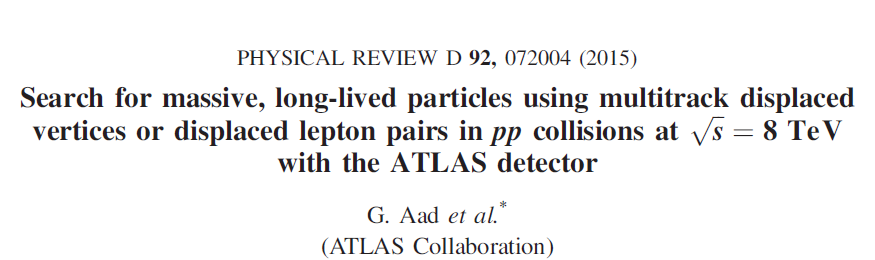 PHYSICAL REVIEW D 92, 072004 (2015)
Search for massive, long-lived particles using multitrack displaced
vertices or displaced lepton pairs in pp collisions at √s = 8 TeV
with the ATLAS detector
G. Aad et al.*
(ATLAS Collaboration)